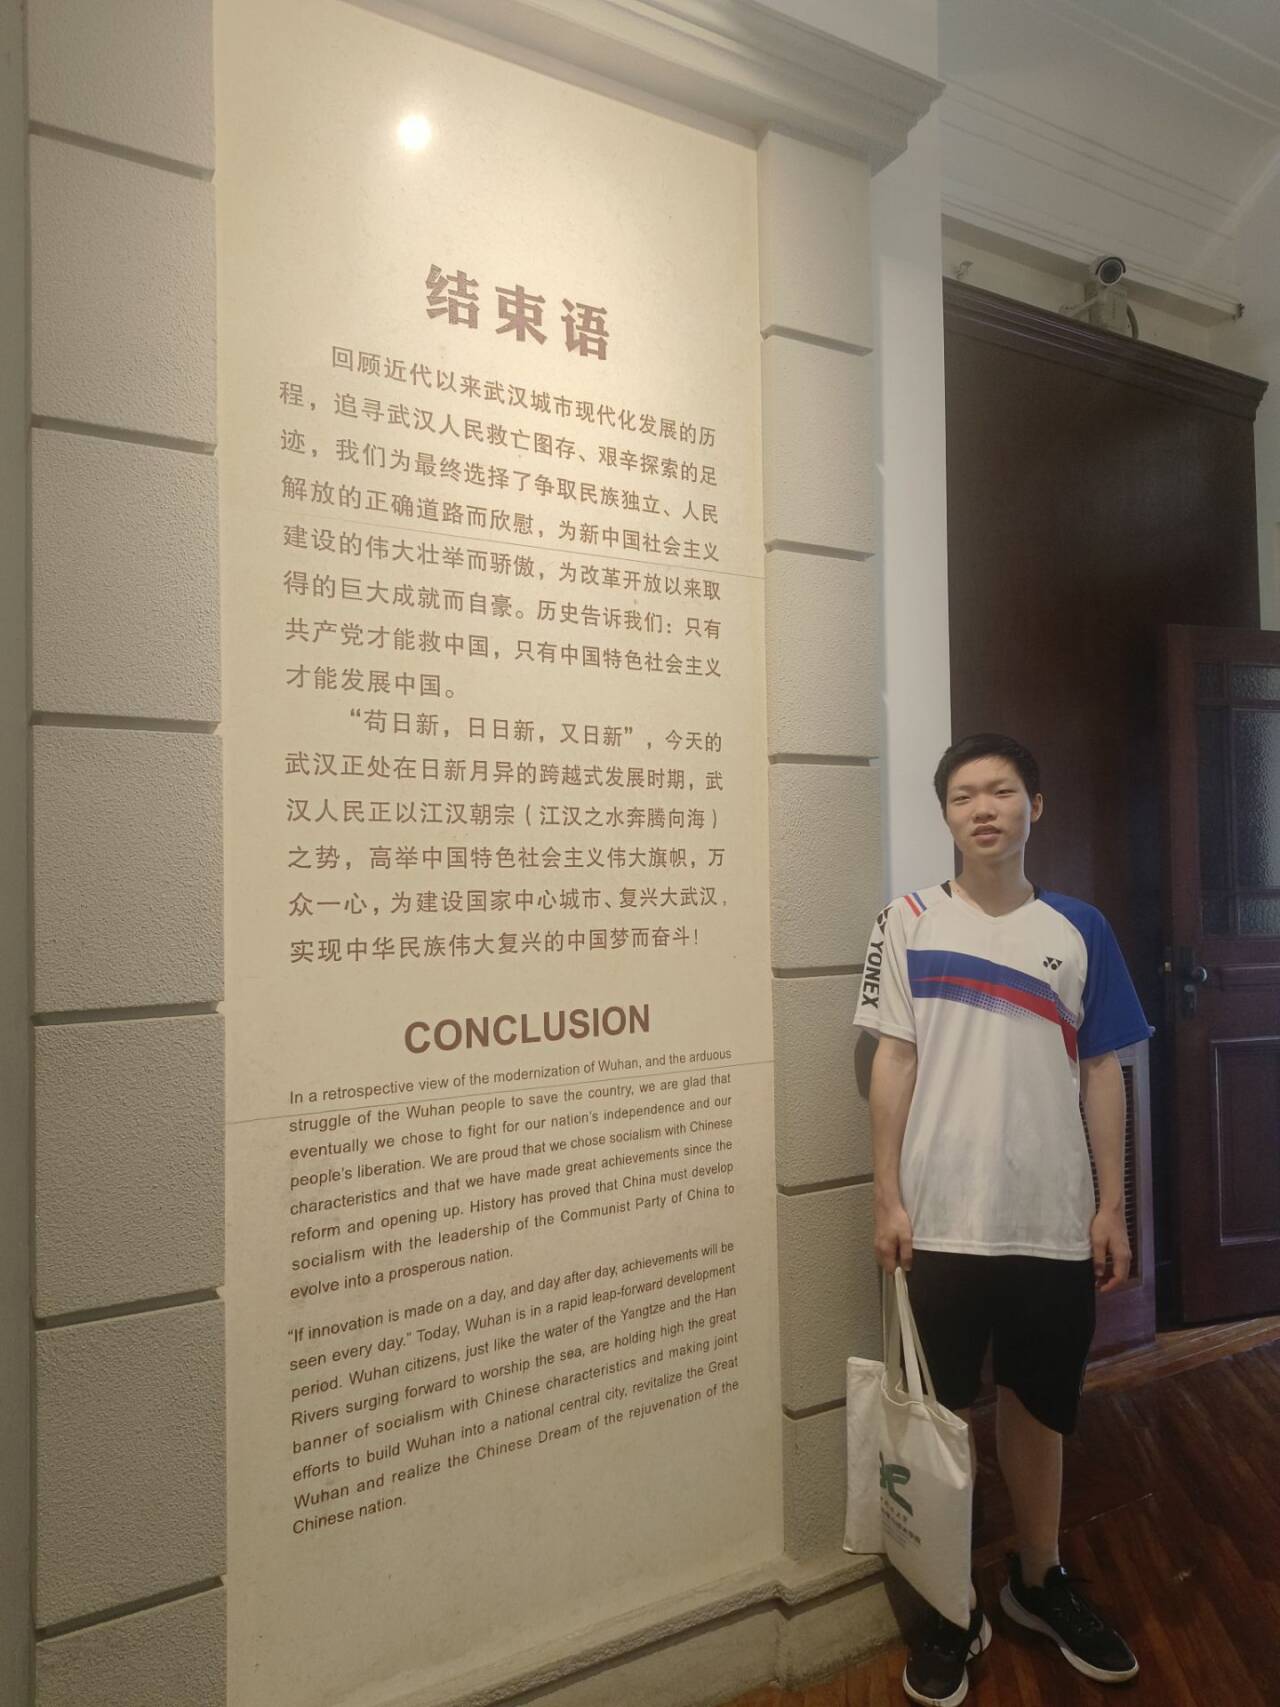 结束语
回顾近代以来武汉城市现代化发展的历
程，追寻武汉人民救亡图存、艰辛探索的足
迹，我们为最终选择了争取民族独立、人民
解放的正确道路而欣慰，为新中国社会主义
建设的伟大壮举而骄傲，为改革开放以来取
得的巨大成就而自豪。历史告诉我们：只有
共产党才能救中国，只有中国特色社会主义
才能发展中国。
“苟日新，日日新，又日新”，今天的
武汉正处在日新月异的跨越式发展时期，武
汉人民正以江汉朝宗（江汉之水奔腾向海）
之势，高举中国特色社会主义伟大旗帜，万
众一心，为建设国家中心城市、复兴大武汉，
实现中华民族伟大复兴的中国梦而奋斗！
CONCLUSION
In a retrospective view of the modernization of Wuhan, and the arduous
struggle of the Wuhan people to save the country, we are glad that
eventually we chose to fight for our nation's independence and our
people's liberation. We are proud that we chose socialism with Chinese
characteristics and that we have made great achievements since the
reform and opening up. History has proved that China must develop
socialism with the leadership of the Communist Party of China to
evolve into a prosperous nation.
“If innovation is made on a day, and day after day, achievements will be
seen every day.” Today, Wuhan is in a rapid leap-forward development
period. Wuhan citizens, just like the water of the Yangtze and the Han
Rivers surging forward to worship the sea, are holding high the great
banner of socialism with Chinese characteristics and making joint
efforts to build Wuhan into a national central city, revitalize the Great
Wuhan and realize the Chinese Dream of the rejuvenation of the
Chinese nation.
YONEX